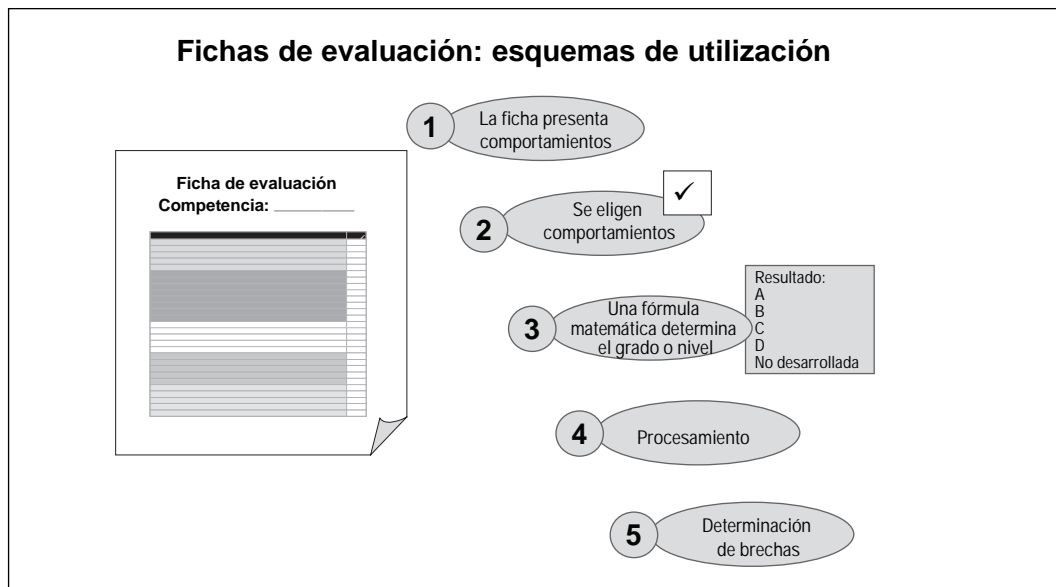 Fichas de evaluación: esquemas de utilización
Ficha de evaluación
Competencia: __________
1
La ficha presenta
comportamientos
2
Se eligen
comportamientos
✓
3
Una fórmula
matemática determina
el grado o nivel
Resultado:
A
B
C
D
No desarrollada
4
Procesamiento
5
Determinación
de brechas